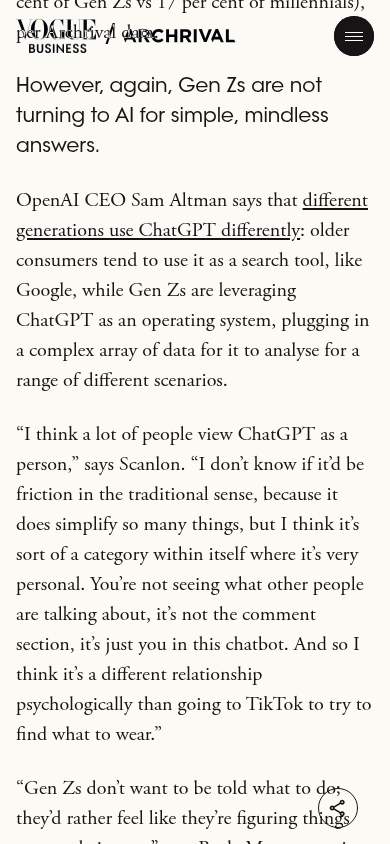 cent of Gen Zs vs 17 per cent of millennials),
per Archrival data.
VOGUE
BUSINESS
/ ARCHRIVAL
However, again, Gen Zs are not
turning to AI for simple, mindless
answers.
OpenAI CEO Sam Altman says that different
generations use ChatGPT differently: older
consumers tend to use it as a search tool, like
Google, while Gen Zs are leveraging
ChatGPT as an operating system, plugging in
a complex array of data for it to analyse for a
range of different scenarios.
“I think a lot of people view ChatGPT as a
person,” says Scanlon. “I don’t know if it’d be
friction in the traditional sense, because it
does simplify so many things, but I think it’s
sort of a category within itself where it’s very
personal. You’re not seeing what other people
are talking about, it’s not the comment
section, it’s just you in this chatbot. And so I
think it’s a different relationship
psychologically than going to TikTok to try to
find what to wear.”
“Gen Zs don’t want to be told what to do;
they’d rather feel like they’re figuring things